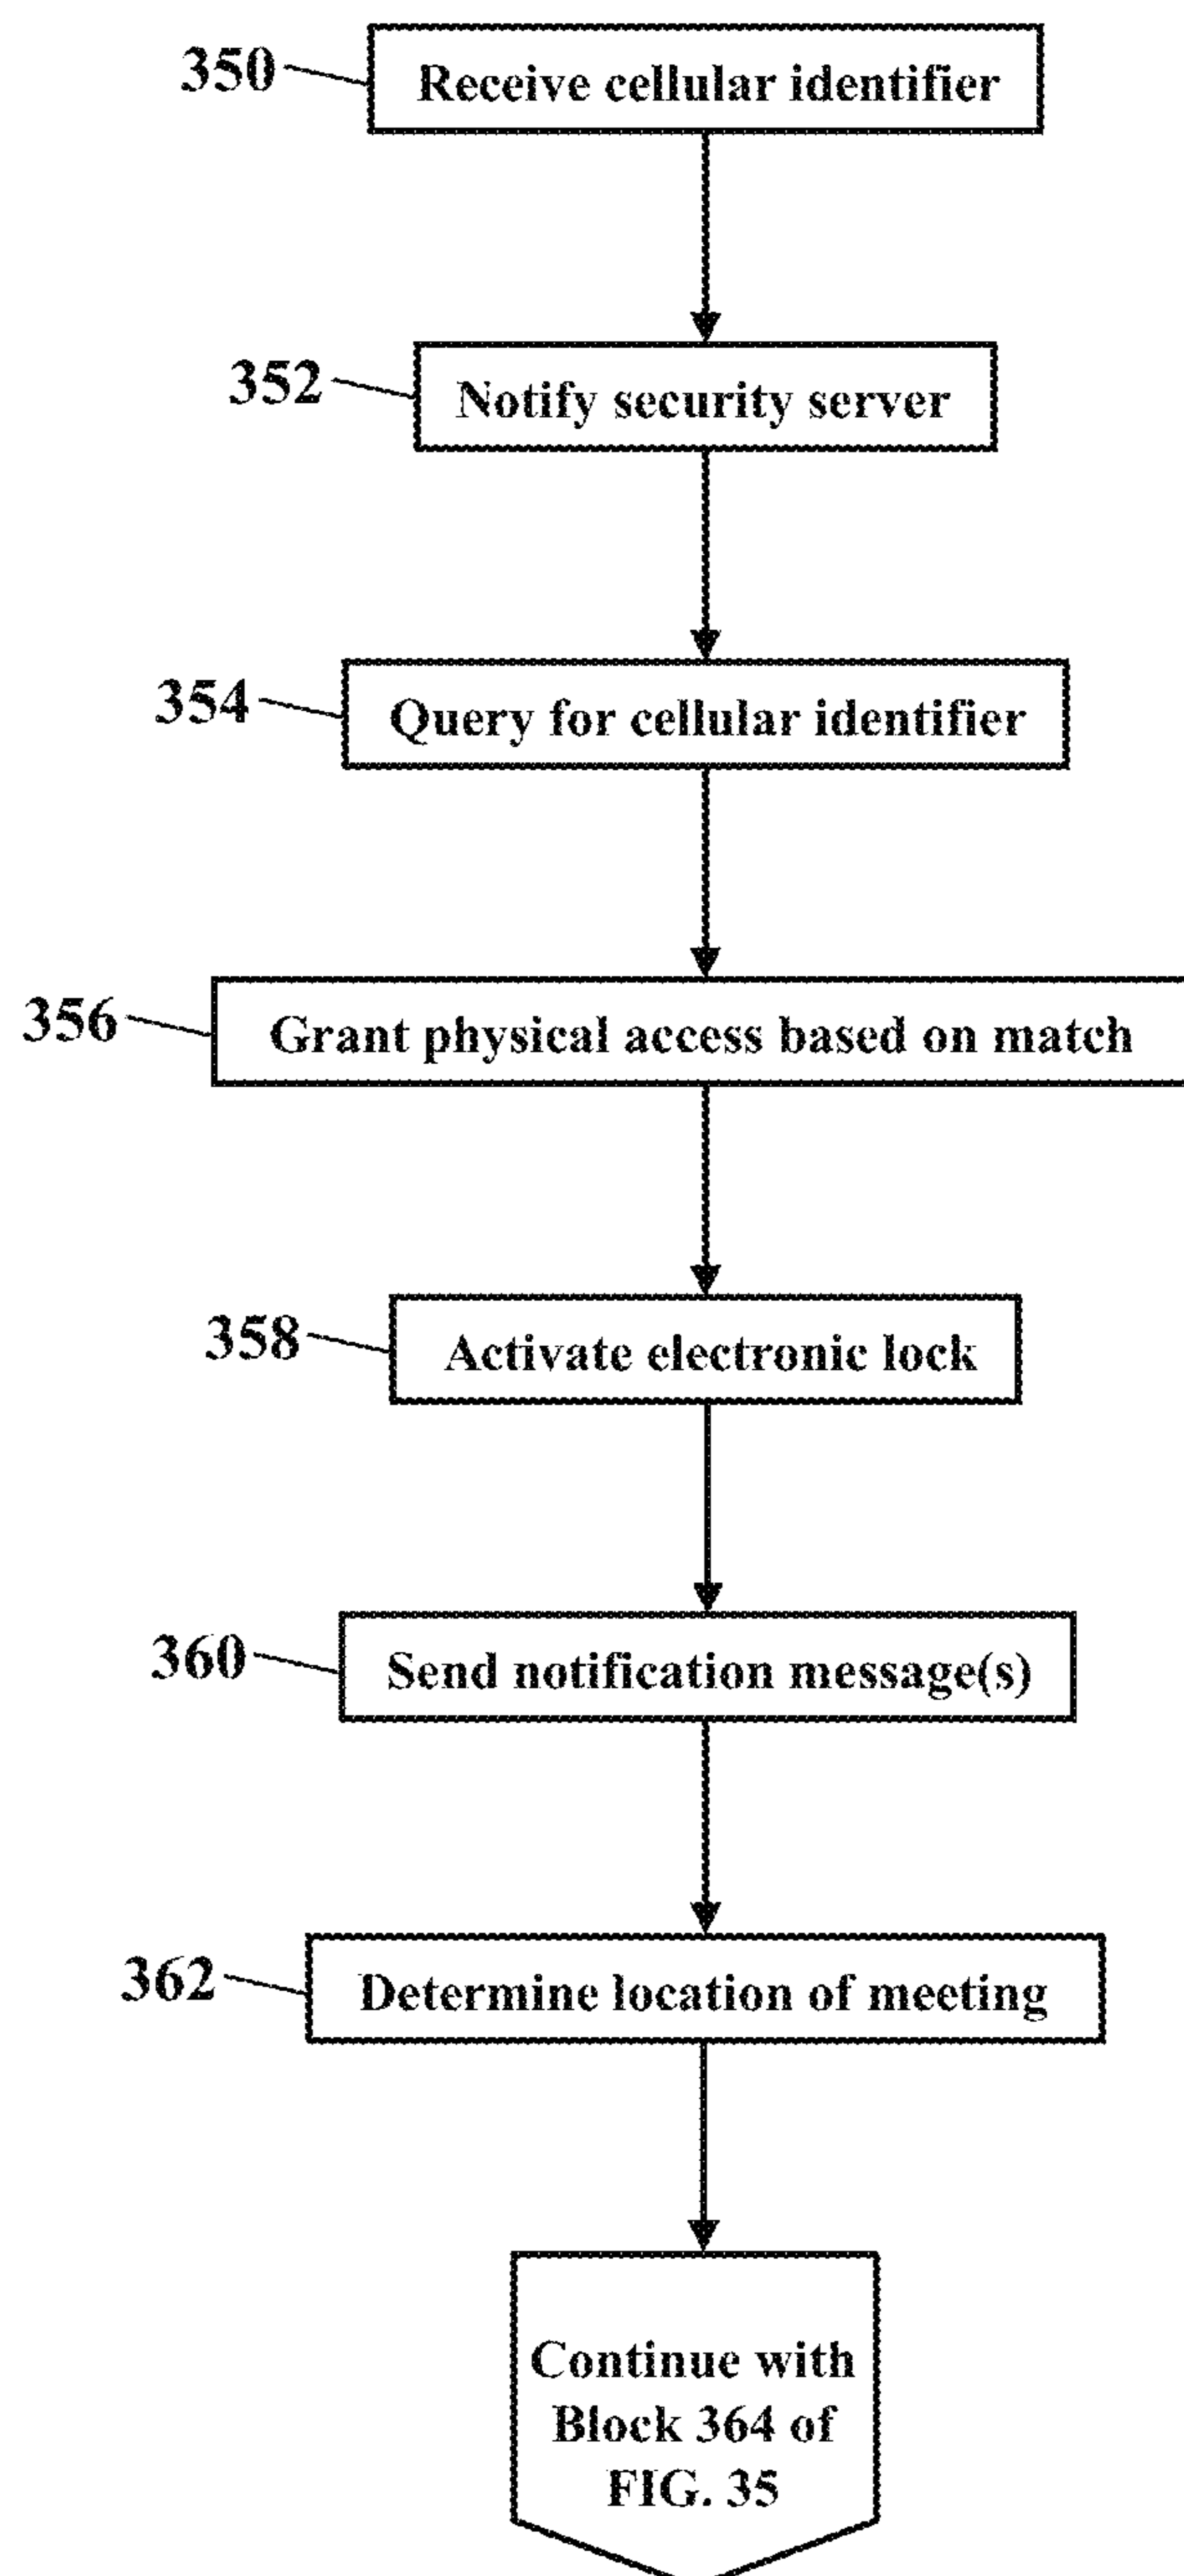 350
Receive cellular identifier
352
Notify security server
354
Query for cellular identifier
356
Grant physical access based on match
358
Activate electronic lock
360
Send notification message(s)
362
Determine location of meeting
Continue with
Block 364 of
FIG. 35